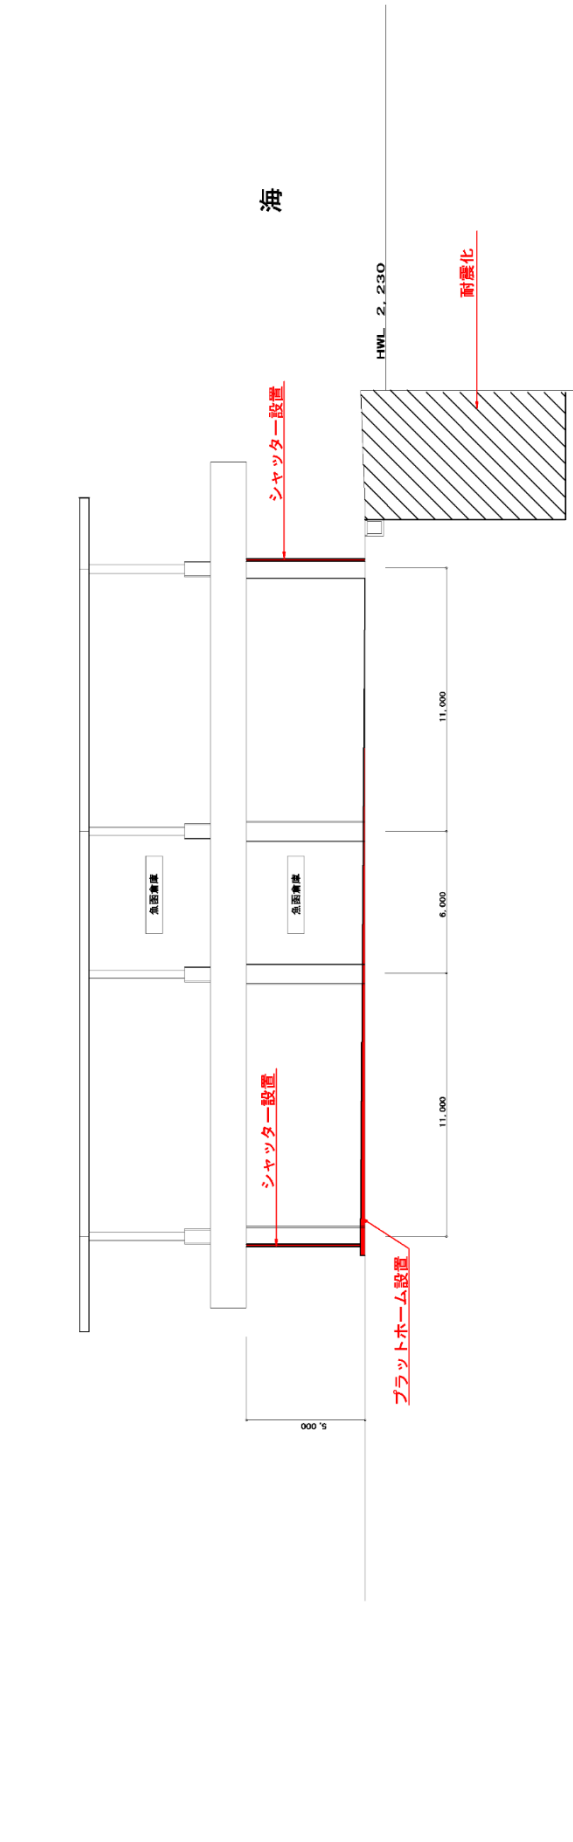 海
HWL 2,230
耐震化
シャッター設置
魚函倉庫
魚函倉庫
シャッター設置
プラットホーム設置
11,000
6,000
11,000
5,000